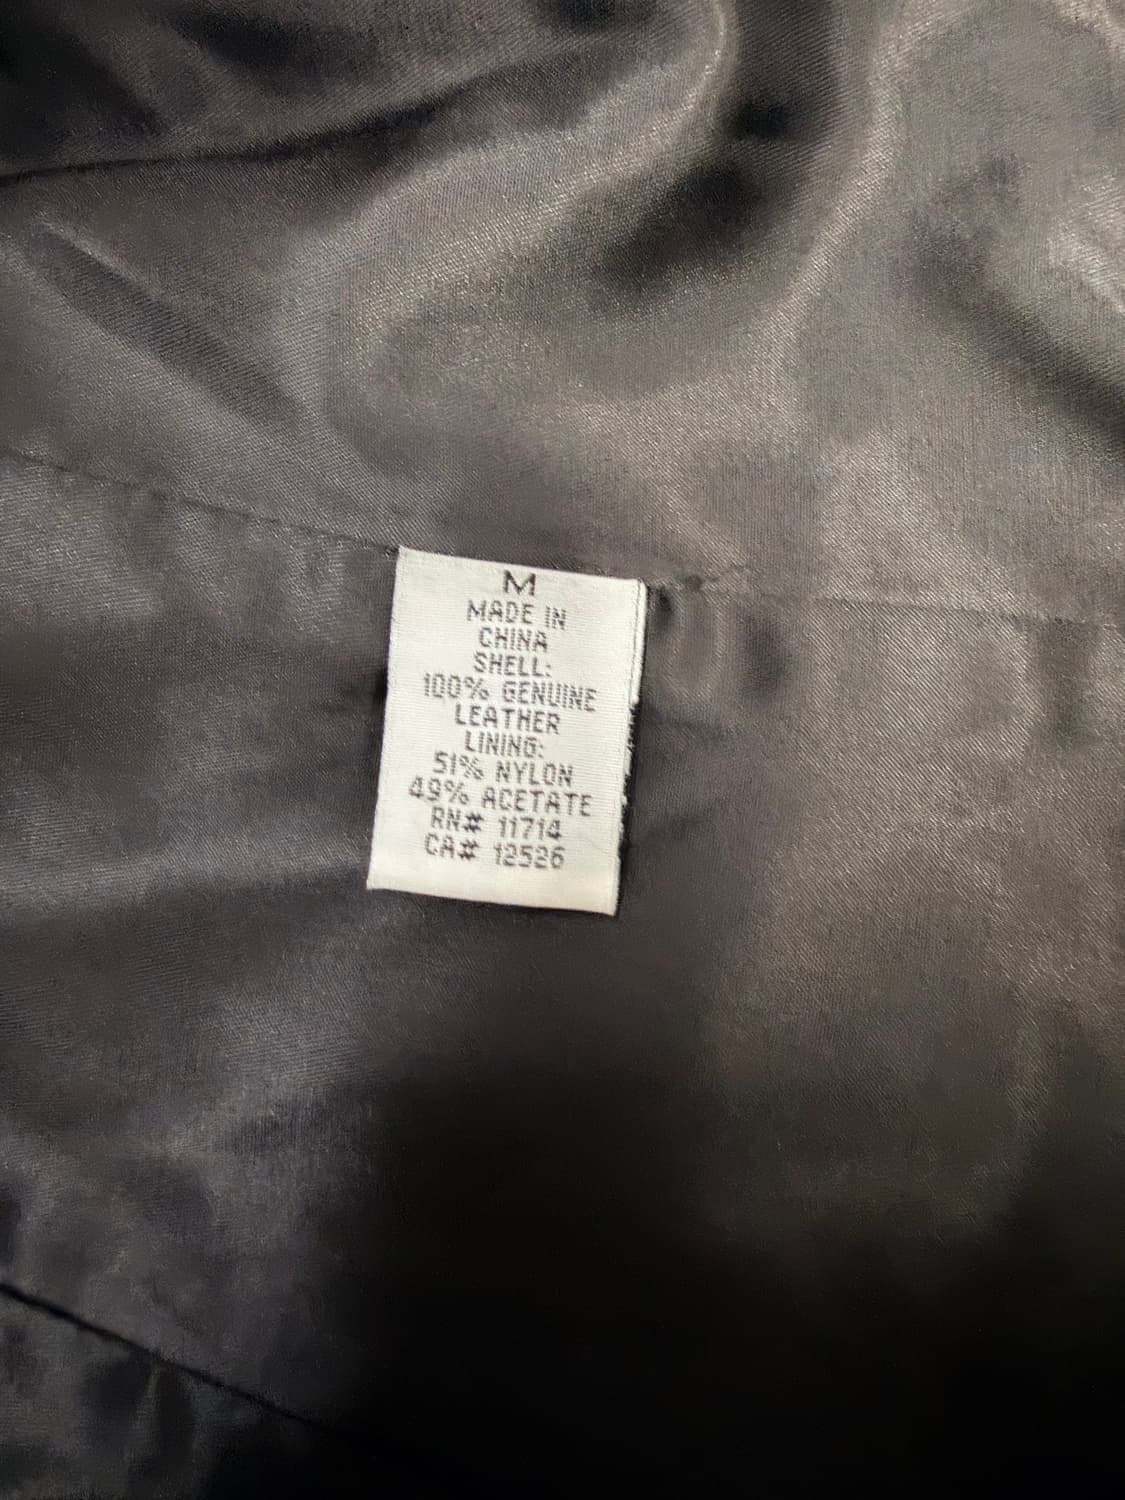 M
MADE IN
CHINA
SHELL:
100% GENUINE
LEATHER
LINING:
51% NYLON
49% ACETATE
RN# 11714
CA# 12526